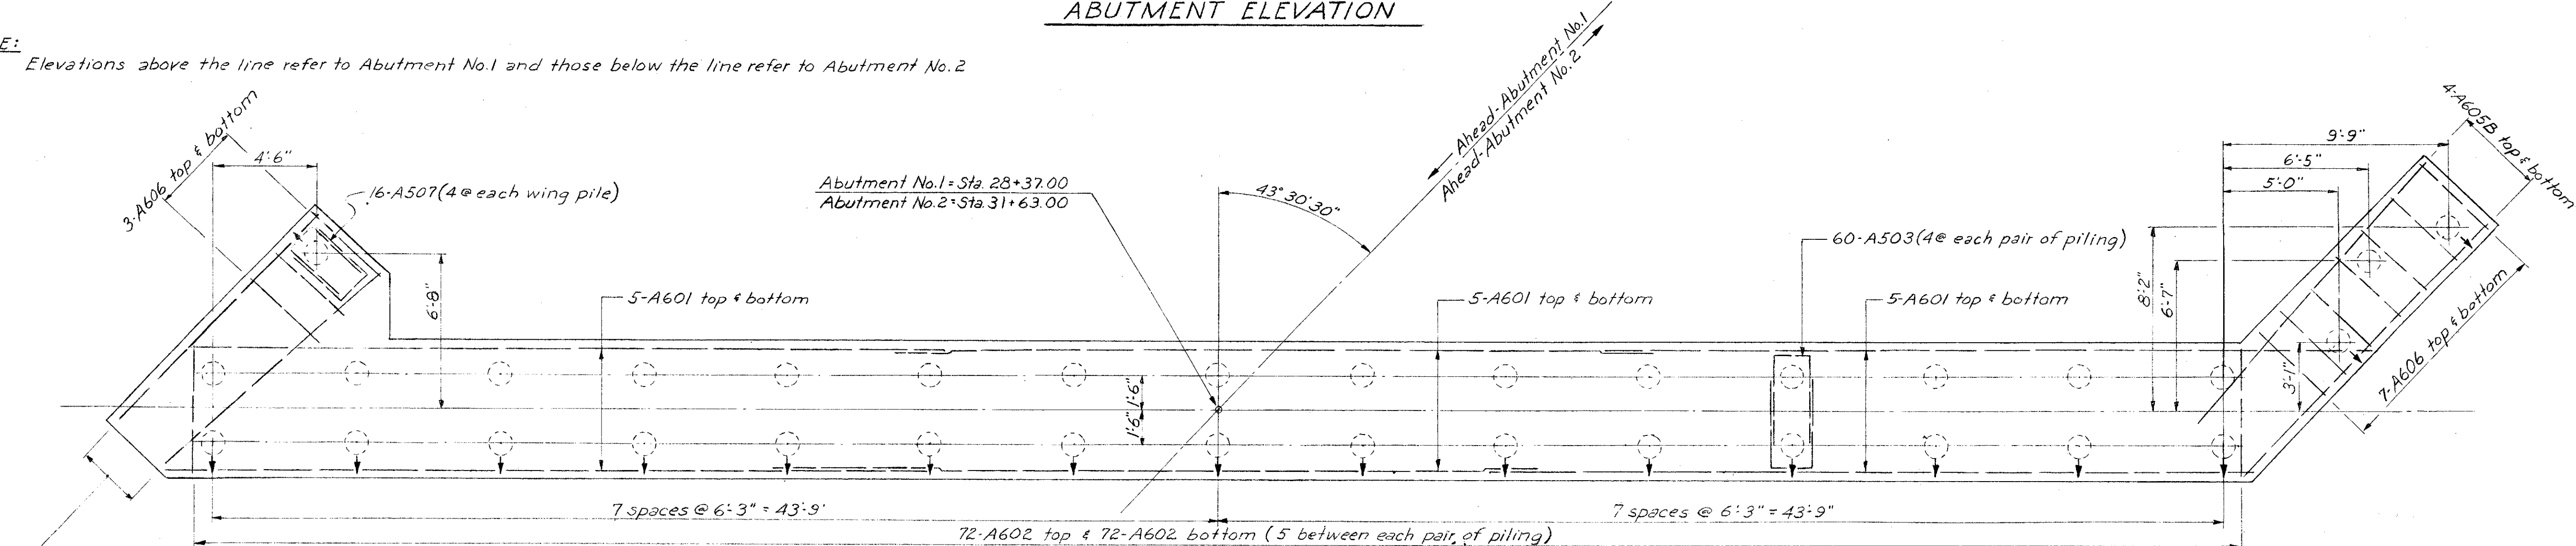 ABUTMENT ELEVATION
E:
Elevations above the line refer to Abutment No.1 and those below the line refer to Abutment No.2
Ahead-Abutment No.1
Ahead-Abutment No.2
3-A606 top & bottom
4'-6"
16-A507(4@ each wing pile)
Abutment No.1=Sta. 28+37.00
Abutment No.2=Sta. 31+63.00
43° 30' 30"
4-A605B top & bottom
9'-9"
6'-5"
5'-0"
60-A503(4@ each pair of piling)
6'-8"
5-A601 top & bottom
5-A601 top & bottom
5-A601 top & bottom
8'-2"
6'-7"
3'-1"
7-A606 top & bottom
1'-6"
1'-6"
7 spaces @ 6'-3" = 43'-9'
7 spaces @ 6'-3" = 43'-9"
72-A602 top & 72-A602 bottom (5 between each pair of piling)